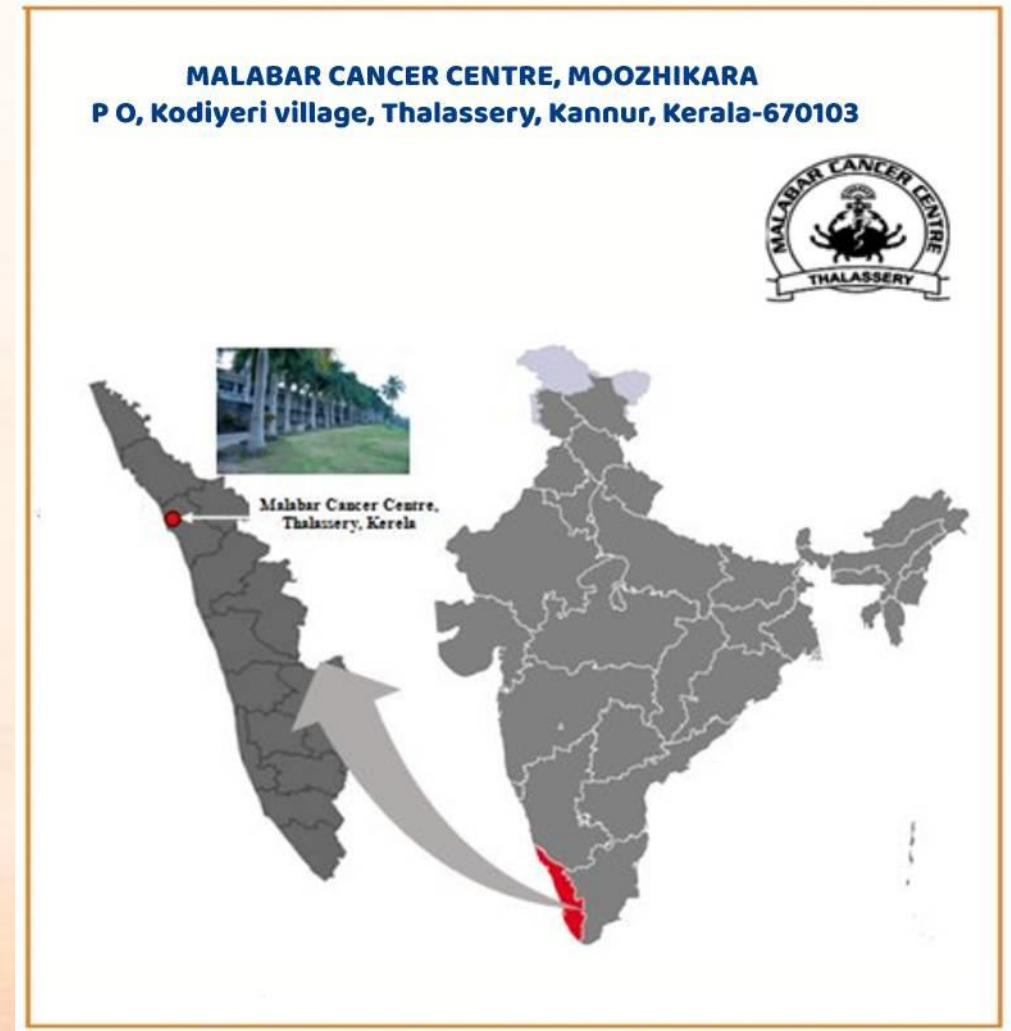 MALABAR CANCER CENTRE, MOOZHIKARA
P O, Kodiyeri village, Thalassery, Kannur, Kerala-670103
MALABAR CANCER CENTRE
THALASSERY
Malabar Cancer Centre,
Thalassery, Kerela